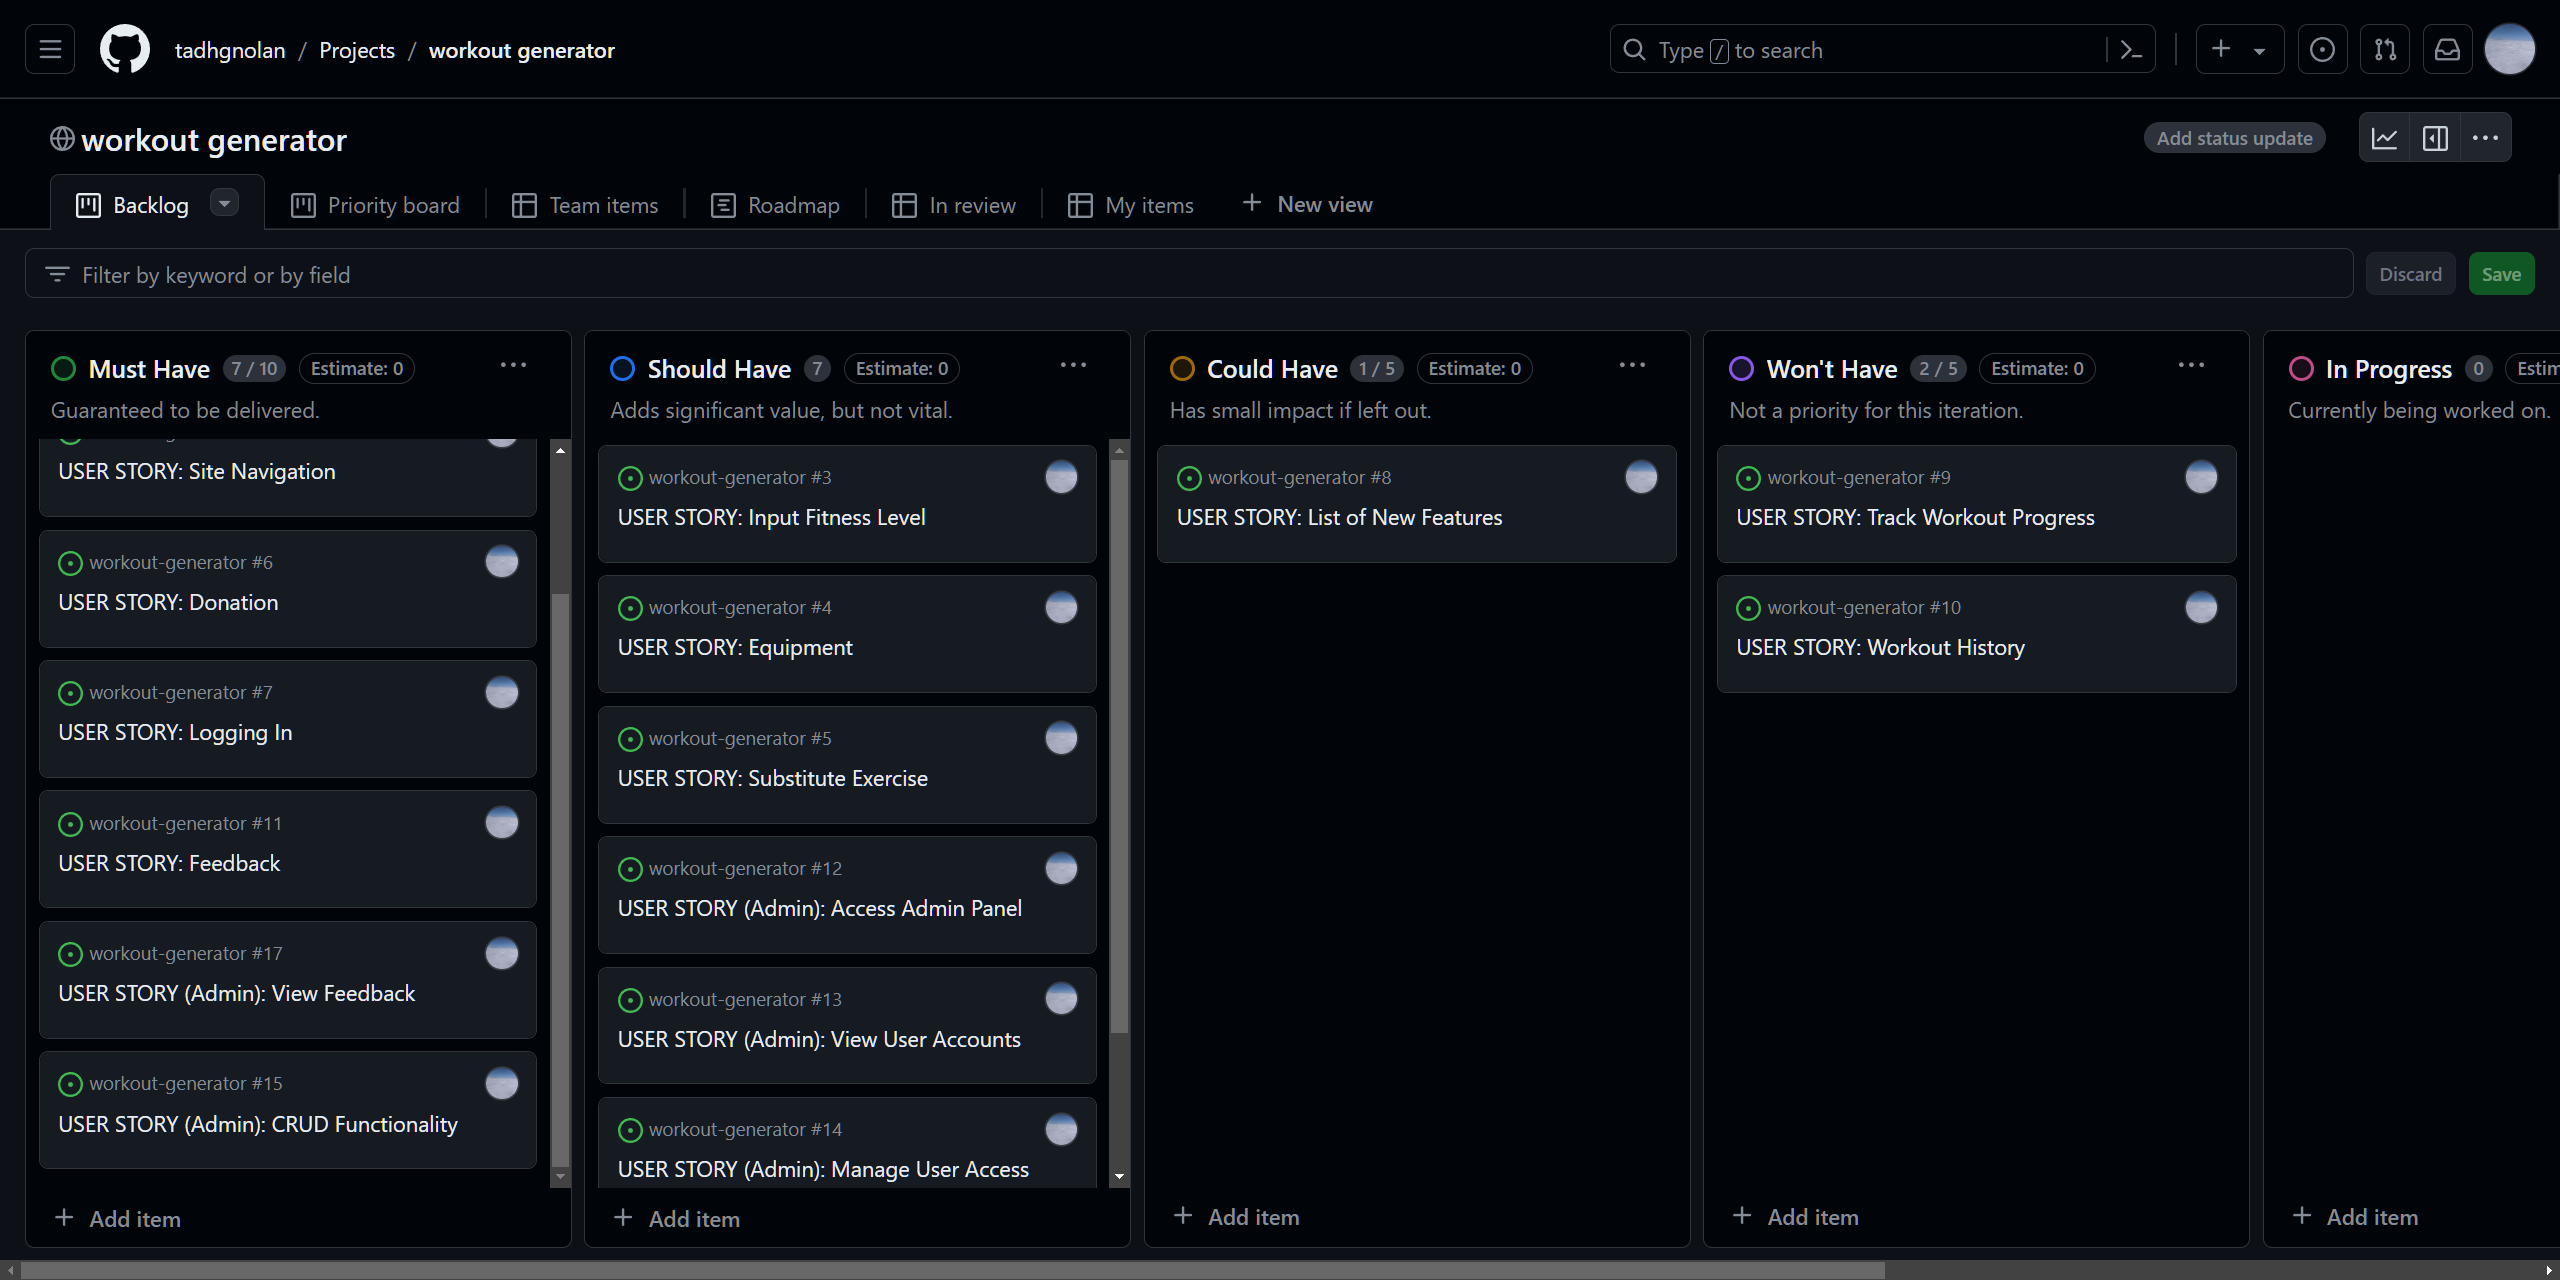 tadhgnolan / Projects / workout generator
Type / to search
workout generator
Add status update
Backlog
Priority board
Team items
Roadmap
In review
My items
New view
Filter by keyword or by field
Discard
Save
Must Have 7 / 10 Estimate: 0
Guaranteed to be delivered.
USER STORY: Site Navigation
workout-generator #6
USER STORY: Donation
workout-generator #7
USER STORY: Logging In
workout-generator #11
USER STORY: Feedback
workout-generator #17
USER STORY (Admin): View Feedback
workout-generator #15
USER STORY (Admin): CRUD Functionality
Add item
Should Have 7 Estimate: 0
Adds significant value, but not vital.
workout-generator #3
USER STORY: Input Fitness Level
workout-generator #4
USER STORY: Equipment
workout-generator #5
USER STORY: Substitute Exercise
workout-generator #12
USER STORY (Admin): Access Admin Panel
workout-generator #13
USER STORY (Admin): View User Accounts
workout-generator #14
USER STORY (Admin): Manage User Access
Add item
Could Have 1 / 5 Estimate: 0
Has small impact if left out.
workout-generator #8
USER STORY: List of New Features
Add item
Won't Have 2 / 5 Estimate: 0
Not a priority for this iteration.
workout-generator #9
USER STORY: Track Workout Progress
workout-generator #10
USER STORY: Workout History
Add item
In Progress 0 Estim
Currently being worked on.
Add item